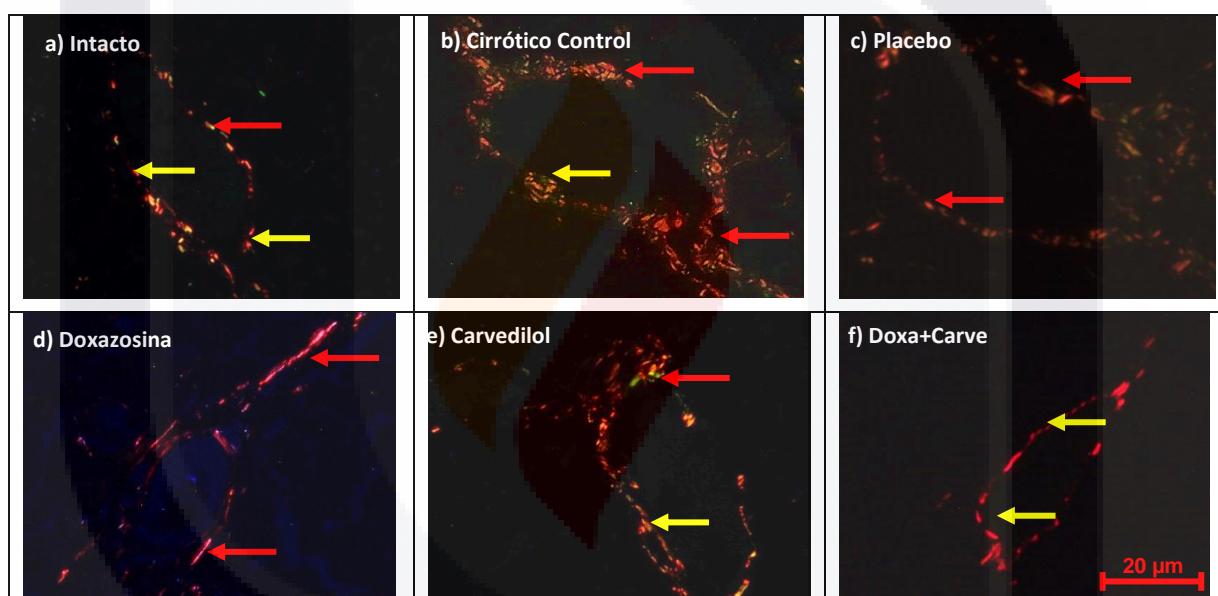 a) Intacto
b) Cirrótico Control
c) Placebo
d) Doxazosina
e) Carvedilol
f) Doxa+Carve
20 µm